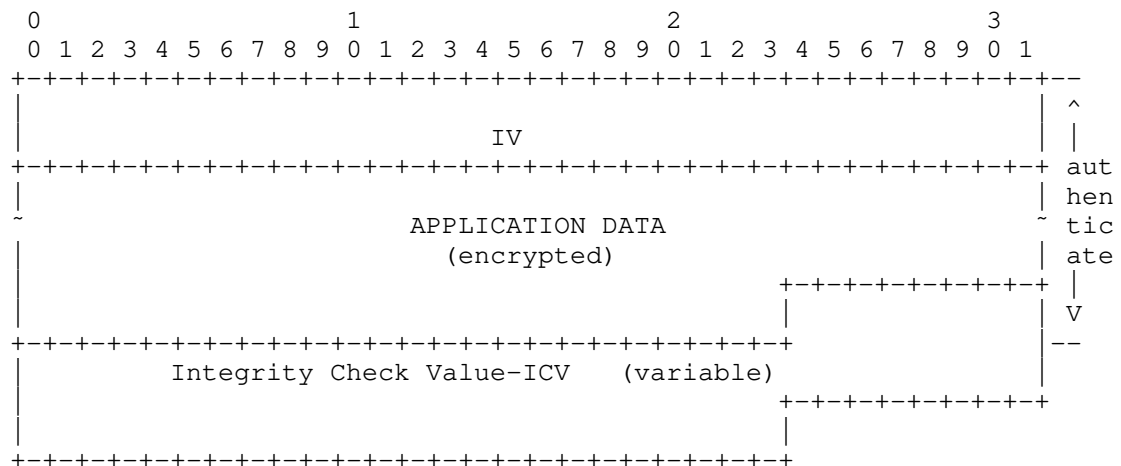 0                   1                   2                   3
 0 1 2 3 4 5 6 7 8 9 0 1 2 3 4 5 6 7 8 9 0 1 2 3 4 5 6 7 8 9 0 1
+-+-+-+-+-+-+-+-+-+-+-+-+-+-+-+-+-+-+-+-+-+-+-+-+-+-+-+-+-+-+-+-+--
|                                                               | ^
|                             IV                                | |
+-+-+-+-+-+-+-+-+-+-+-+-+-+-+-+-+-+-+-+-+-+-+-+-+-+-+-+-+-+-+-+-+ aut
|                                                               | hen
~                        APPLICATION DATA                       ~ tic
|                          (encrypted)                          | ate
|                                               +-+-+-+-+-+-+-+-+ |
|                                               |               | V
+-+-+-+-+-+-+-+-+-+-+-+-+-+-+-+-+-+-+-+-+-+-+-+-+               |--
|         Integrity Check Value-ICV   (variable)                |
|                                               +-+-+-+-+-+-+-+-+
|                                               |
+-+-+-+-+-+-+-+-+-+-+-+-+-+-+-+-+-+-+-+-+-+-+-+-+